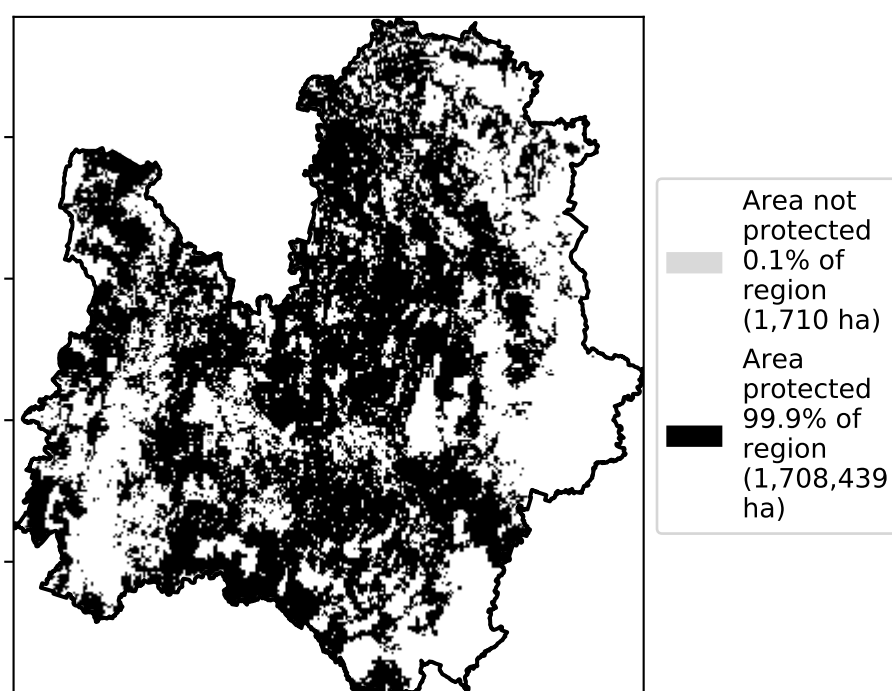 Area not
protected
0.1% of
region
(1,710 ha)
Area
protected
99.9% of
region
(1,708,439
ha)